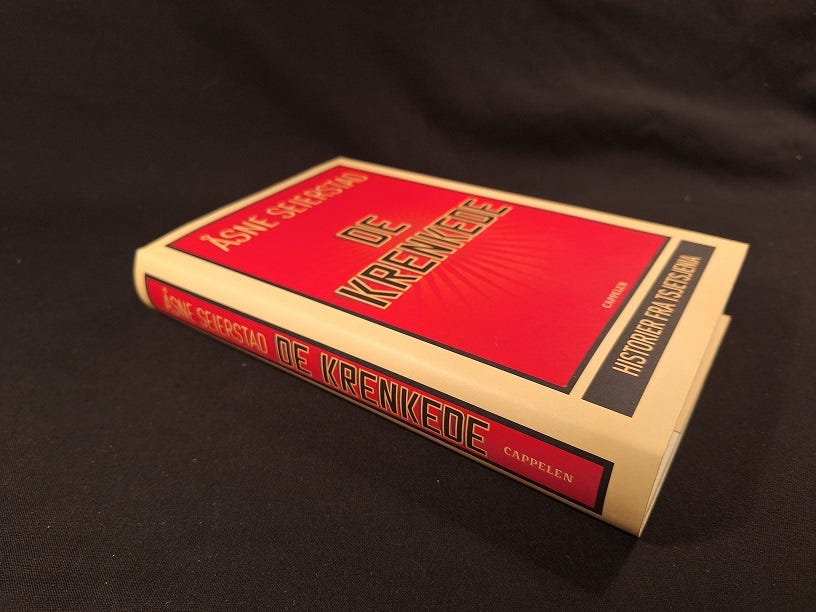 ÅSNE SEIERSTAD
DE
KRENKEDE
CAPPELEN
HISTORIER FRA TSJETSJENIA
ÅSNE SEIERSTAD DE KRENKEDE CAPPELEN